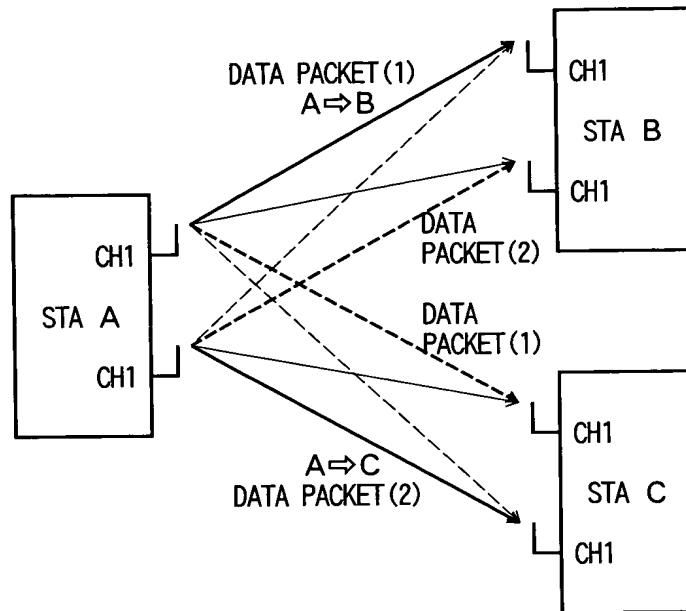 DATA PACKET(1)
A⇒B
CH1
STA B
CH1
DATA
PACKET(2)
CH1
STA A
CH1
DATA
PACKET(1)
CH1
STA C
CH1
A⇒C
DATA PACKET(2)